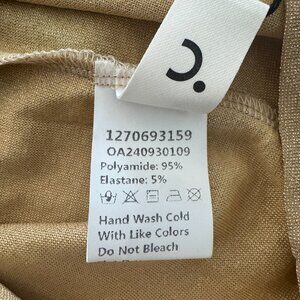 1270693159
OA240930109
Polyamide: 95%
Elastane: 5%
Hand Wash Cold
With Like Colors
Do Not Bleach